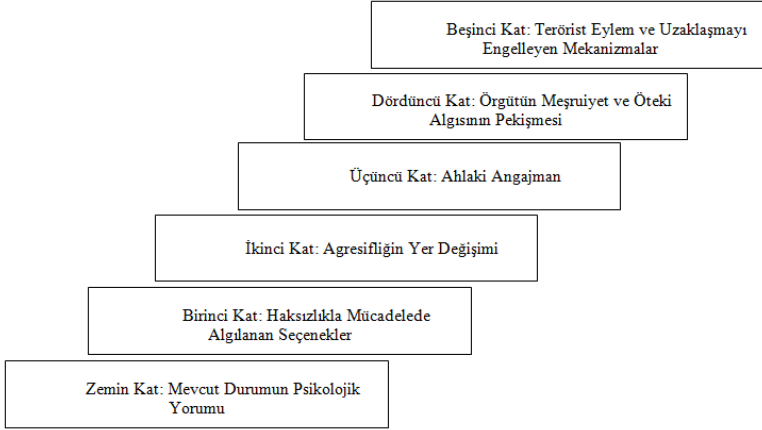 Beşinci Kat: Terörist Eylem ve Uzaklaşmayı
Engelleyen Mekanizmalar
Dördüncü Kat: Örgütün Meşruiyet ve Öteki
Algısının Pekişmesi
Üçüncü Kat: Ahlaki Angajman
İkinci Kat: Agresifliğin Yer Değişimi
Birinci Kat: Haksızlıkla Mücadelede
Algılanan Seçenekler
Zemin Kat: Mevcut Durumun Psikolojik
Yorumu